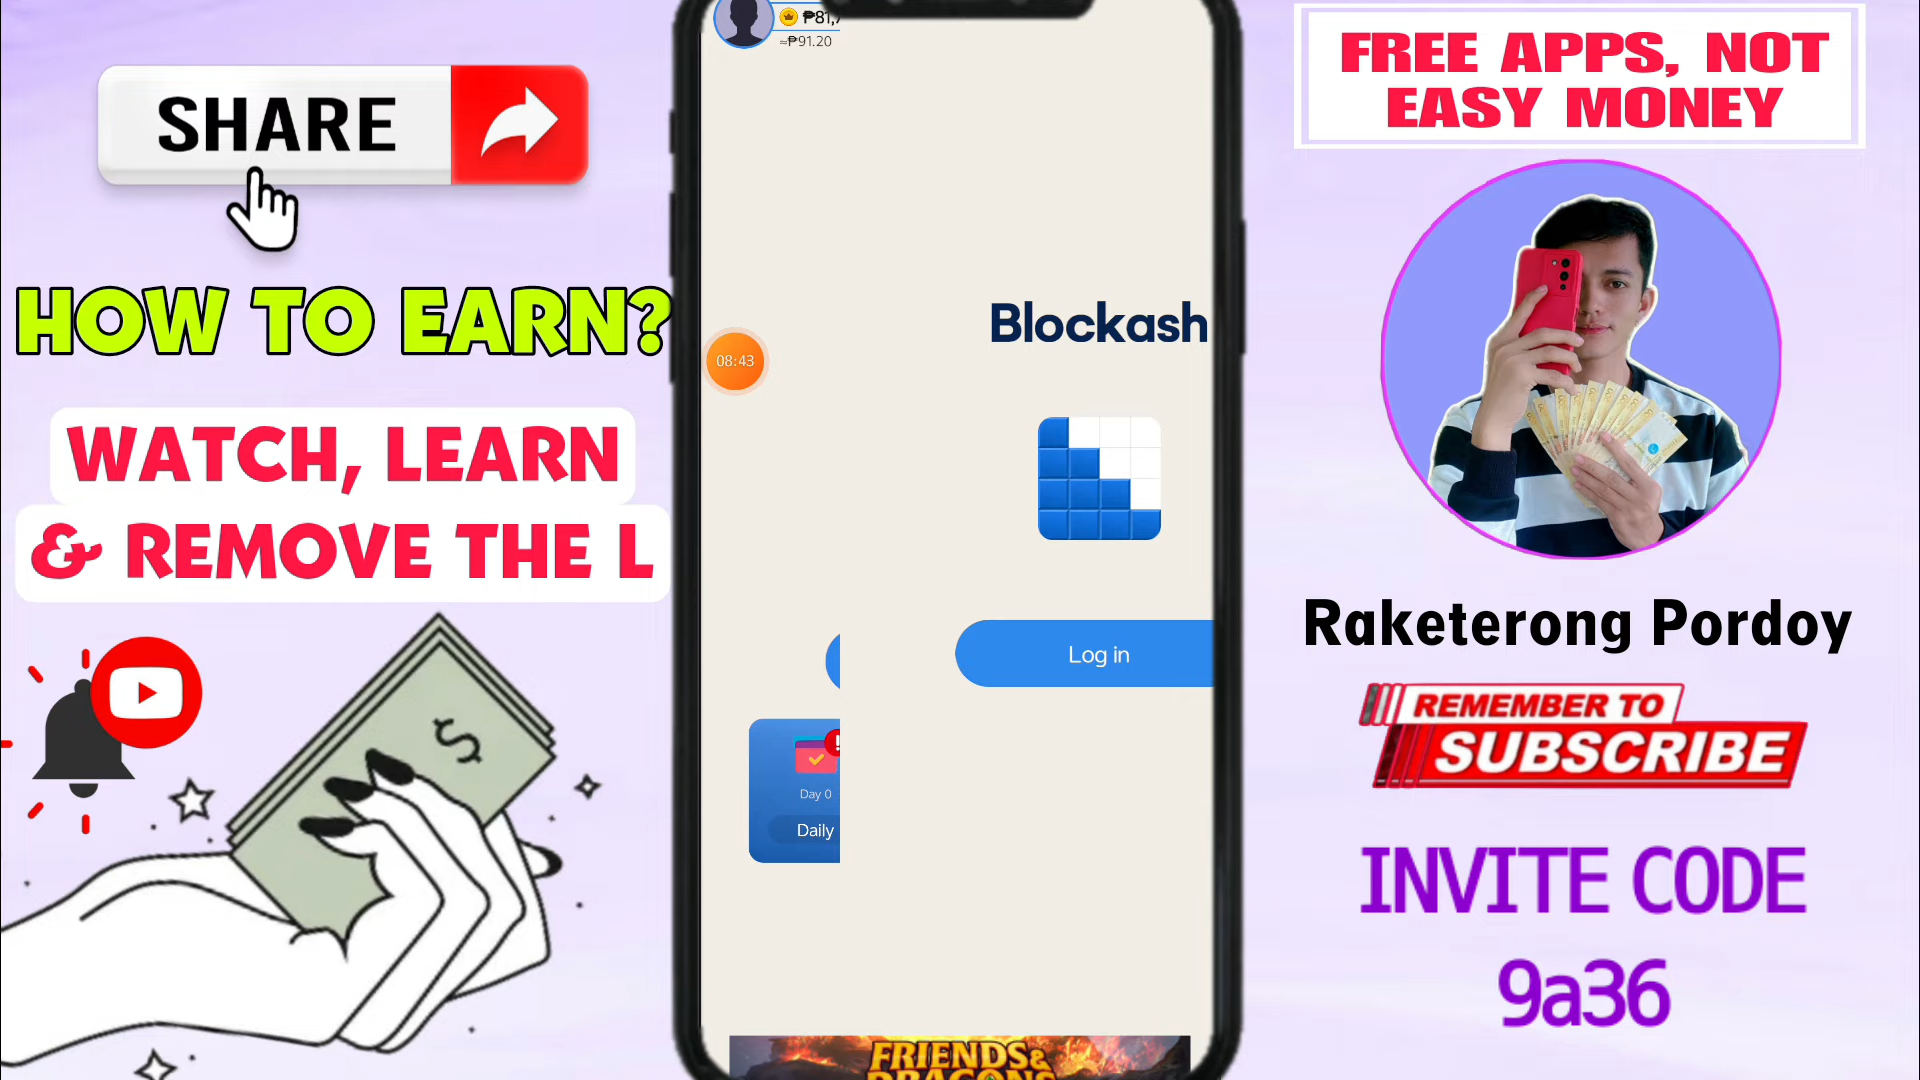 SHARE
HOW TO EARN?
WATCH, LEARN
& REMOVE THE L
₱81,
≈₱91.20
08:43
Blockash
Log in
!
Day 0
Daily
FRIENDS&
DRAGONS
FREE APPS, NOT
EASY MONEY
Raketerong Pordoy
REMEMBER TO
SUBSCRIBE
INVITE CODE
9a36